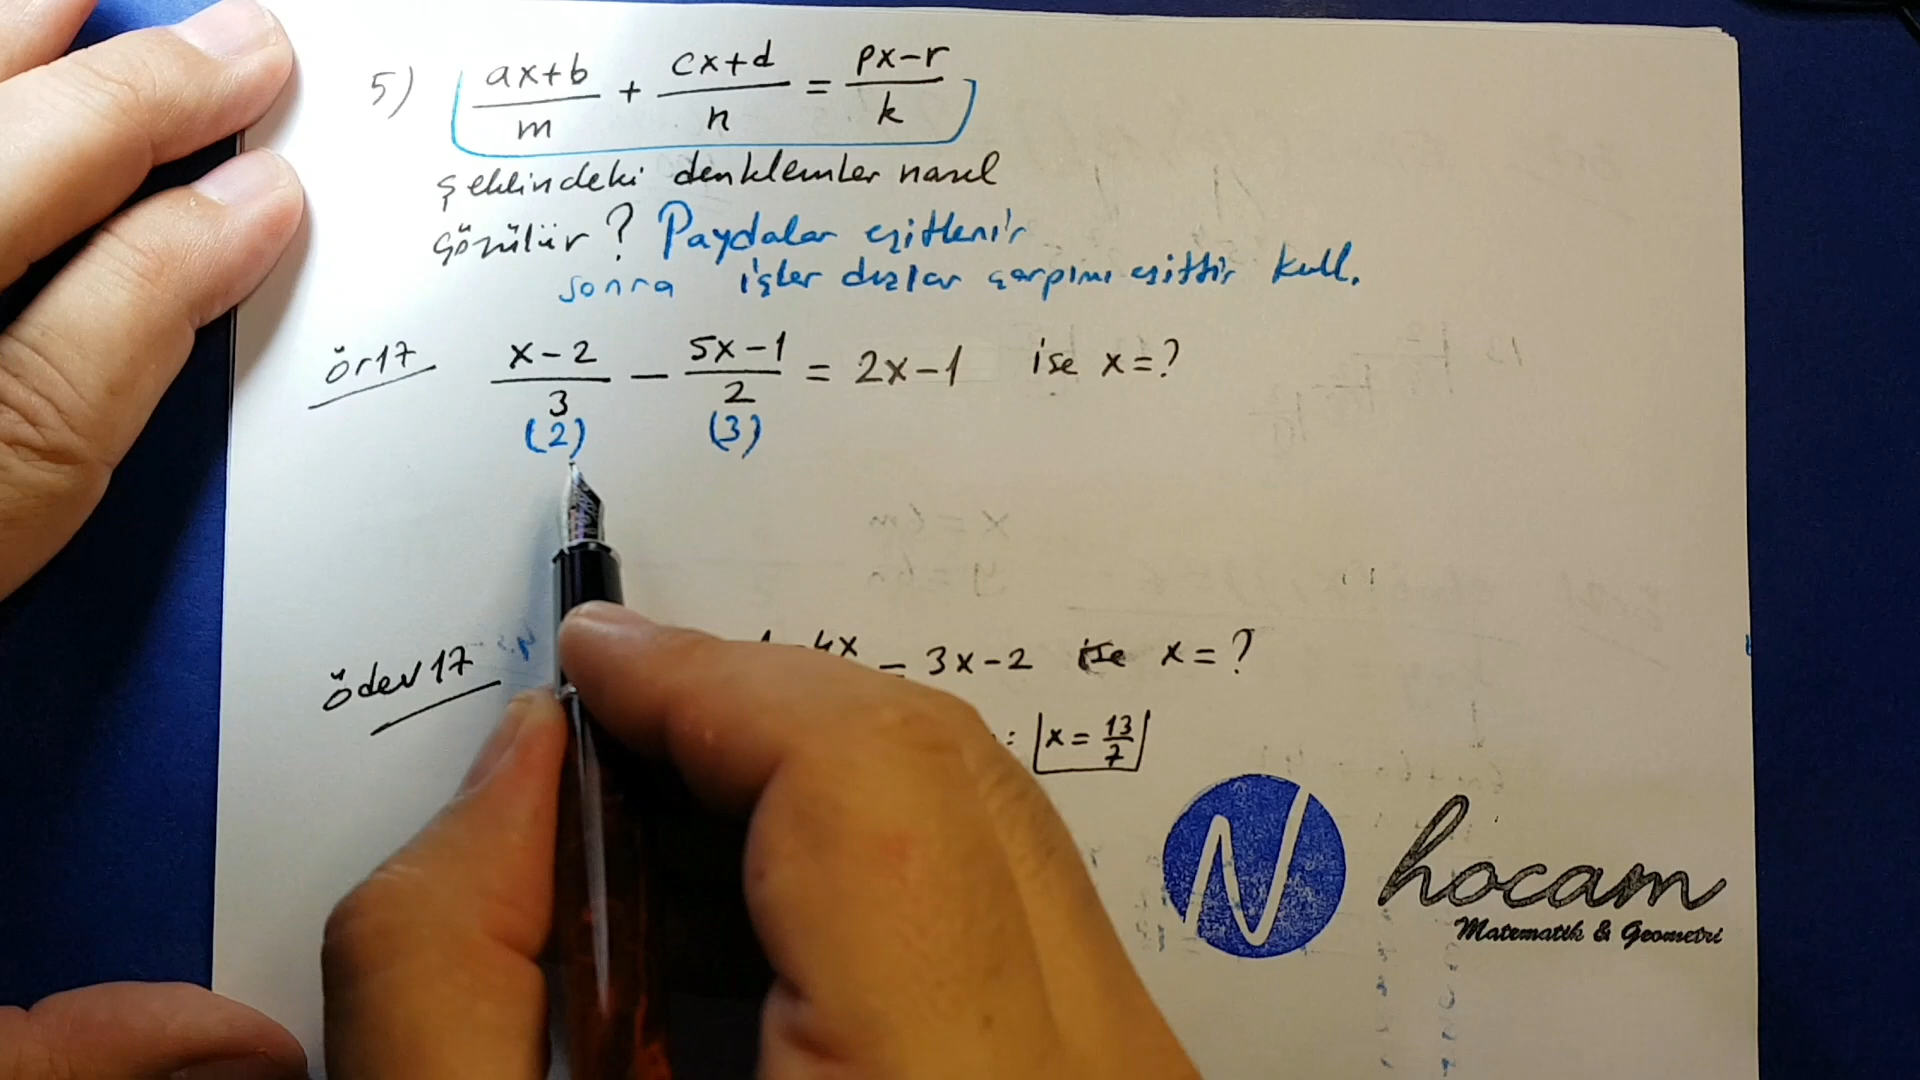 5) ax+b/m + cx+d/n = px-r/k
şeklindeki denklemler nasıl
çözülür? Paydalar eşitlenir
sonra içler dışlar çarpımı eşittir kull.
ör17 x-2/3 - 5x-1/2 = 2x-1 ise x=?
(2) (3)
ödev17 4x = 3x-2 ise x=?
: x = 13/7
N hocam
Matematik & Geometri